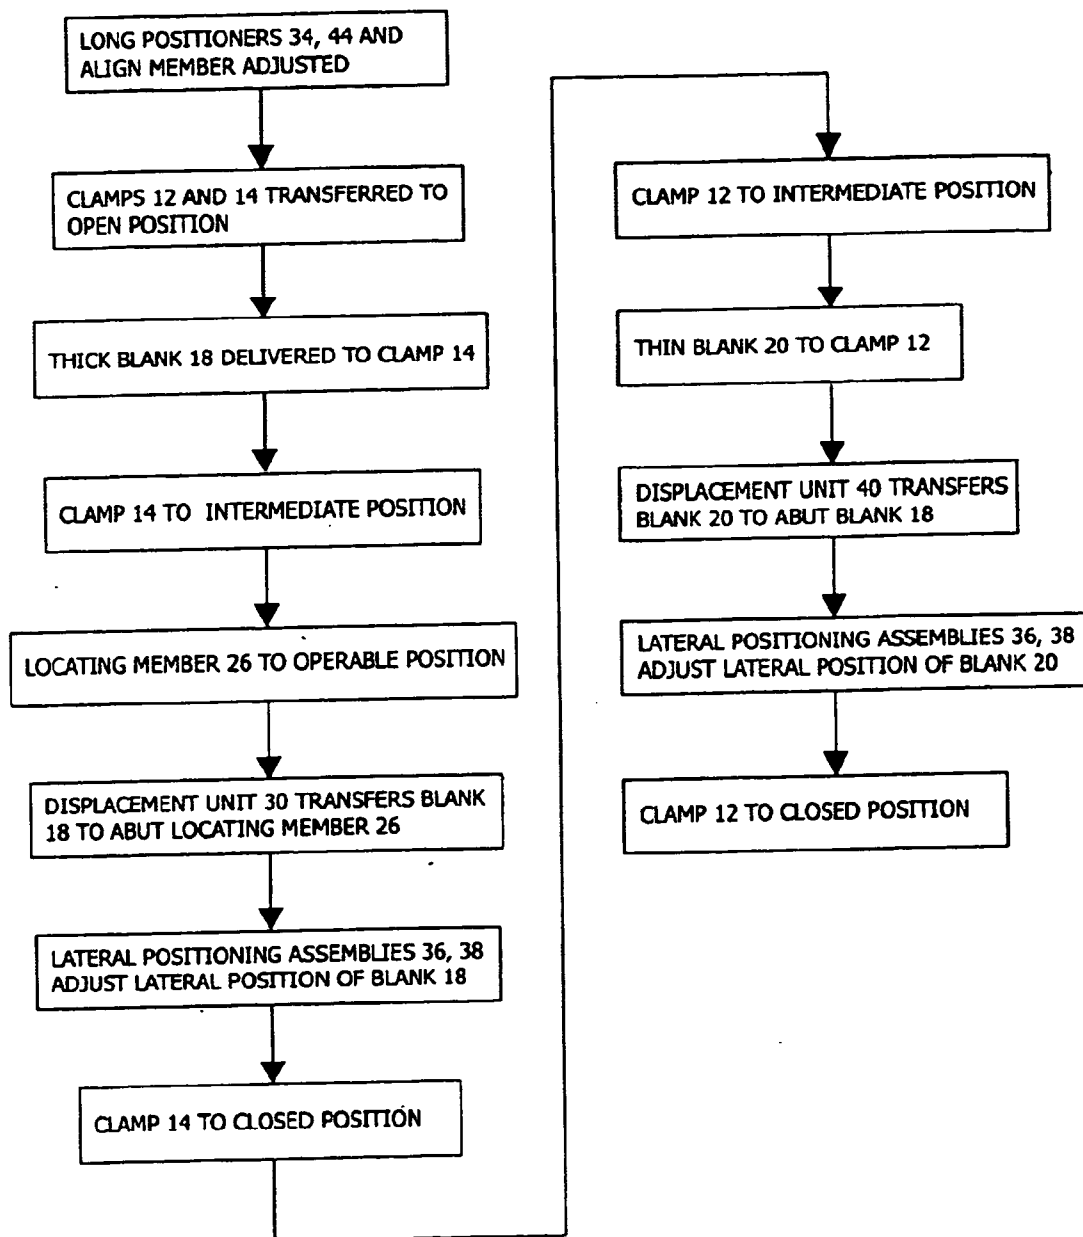 LONG POSITIONERS 34, 44 AND
ALIGN MEMBER ADJUSTED
CLAMPS 12 AND 14 TRANSFERRED TO
OPEN POSITION
THICK BLANK 18 DELIVERED TO CLAMP 14
CLAMP 14 TO INTERMEDIATE POSITION
LOCATING MEMBER 26 TO OPERABLE POSITION
DISPLACEMENT UNIT 30 TRANSFERS BLANK
18 TO ABUT LOCATING MEMBER 26
LATERAL POSITIONING ASSEMBLIES 36, 38
ADJUST LATERAL POSITION OF BLANK 18
CLAMP 14 TO CLOSED POSITION
CLAMP 12 TO INTERMEDIATE POSITION
THIN BLANK 20 TO CLAMP 12
DISPLACEMENT UNIT 40 TRANSFERS
BLANK 20 TO ABUT BLANK 18
LATERAL POSITIONING ASSEMBLIES 36, 38
ADJUST LATERAL POSITION OF BLANK 20
CLAMP 12 TO CLOSED POSITION